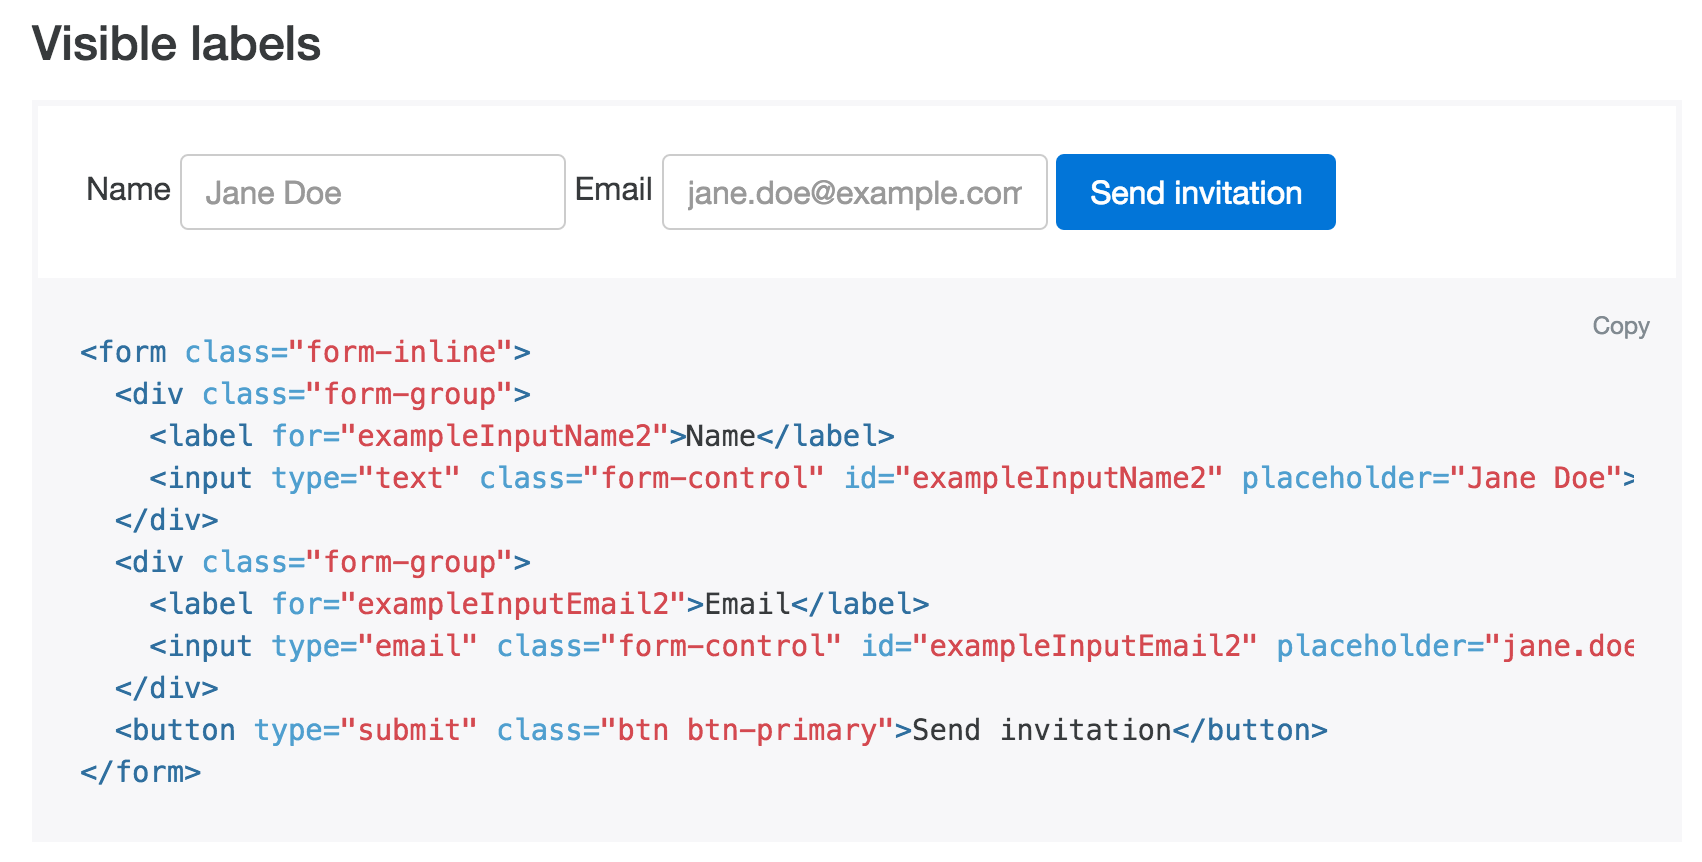 Visible labels
Name Jane Doe Email jane.doe@example.com Send invitation
Copy
<form class="form-inline">
  <div class="form-group">
    <label for="exampleInputName2">Name</label>
    <input type="text" class="form-control" id="exampleInputName2" placeholder="Jane Doe">
  </div>
  <div class="form-group">
    <label for="exampleInputEmail2">Email</label>
    <input type="email" class="form-control" id="exampleInputEmail2" placeholder="jane.doe
  </div>
  <button type="submit" class="btn btn-primary">Send invitation</button>
</form>